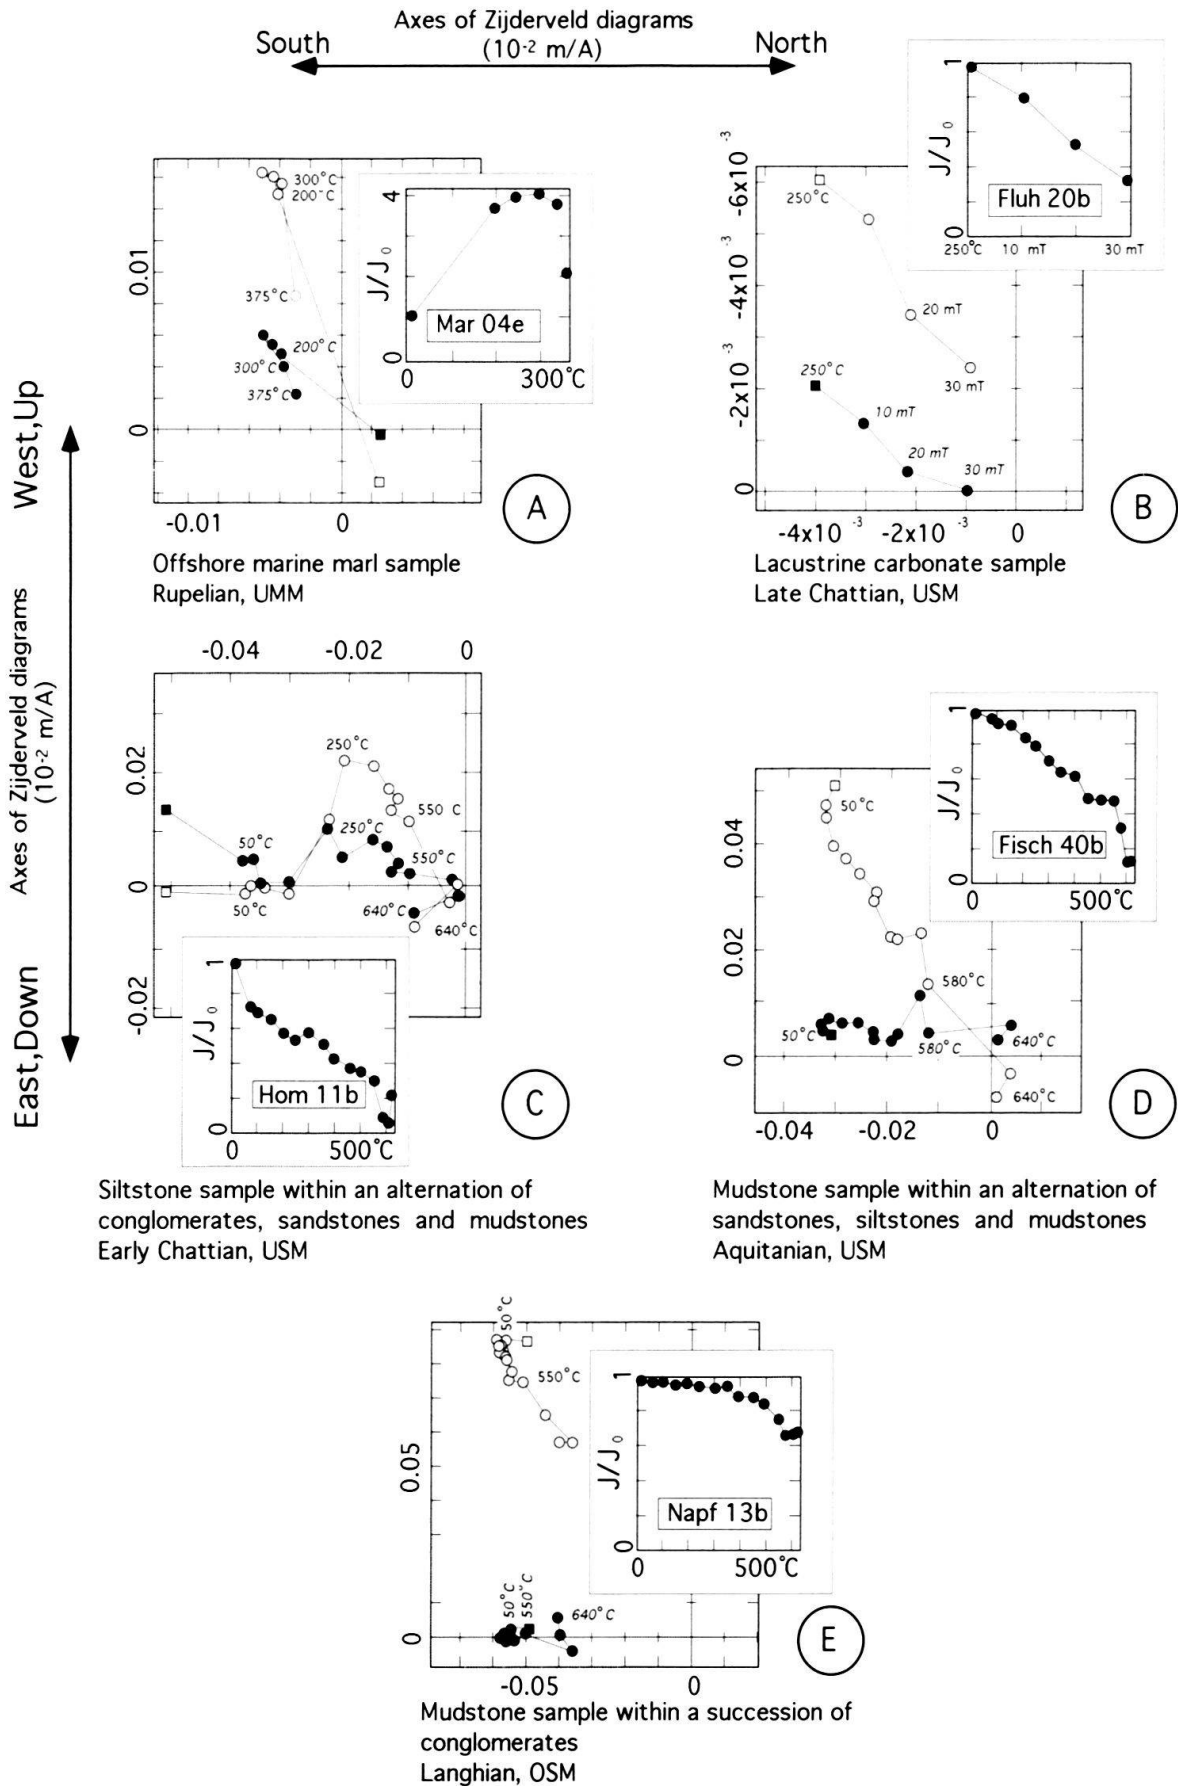 Axes of Zijderveld diagrams
(10⁻² m/A)
South
North
West,Up
Axes of Zijderveld diagrams
(10⁻² m/A)
East,Down
300°C
200°C
375°C
200°C
300°C
375°C
0.01
0
-0.01
0
4
J/J₀
0
Mar 04e
0
300°C
A
Offshore marine marl sample
Rupelian, UMM
-6x10⁻³
-4x10⁻³
-2x10⁻³
0
250°C
20 mT
30 mT
250°C
10 mT
20 mT
30 mT
-4x10⁻³
-2x10⁻³
0
1
J/J₀
0
Fluh 20b
250°C
10 mT
30 mT
B
Lacustrine carbonate sample
Late Chattian, USM
-0.04
-0.02
0
0.02
0
-0.02
250°C
550 C
50°C
250°C
550°C
50°C
640°C
640°C
1
J/J₀
0
Hom 11b
0
500°C
C
Siltstone sample within an alternation of
conglomerates, sandstones and mudstones
Early Chattian, USM
0.04
0.02
0
50°C
580°C
50°C
580°C
640°C
640°C
-0.04
-0.02
0
1
J/J₀
0
Fisch 40b
0
500°C
D
Mudstone sample within an alternation of
sandstones, siltstones and mudstones
Aquitanian, USM
50°C
550°C
0.05
0
50°C
550°C
640°C
-0.05
0
1
J/J₀
0
Napf 13b
0
500°C
E
Mudstone sample within a succession of
conglomerates
Langhian, OSM